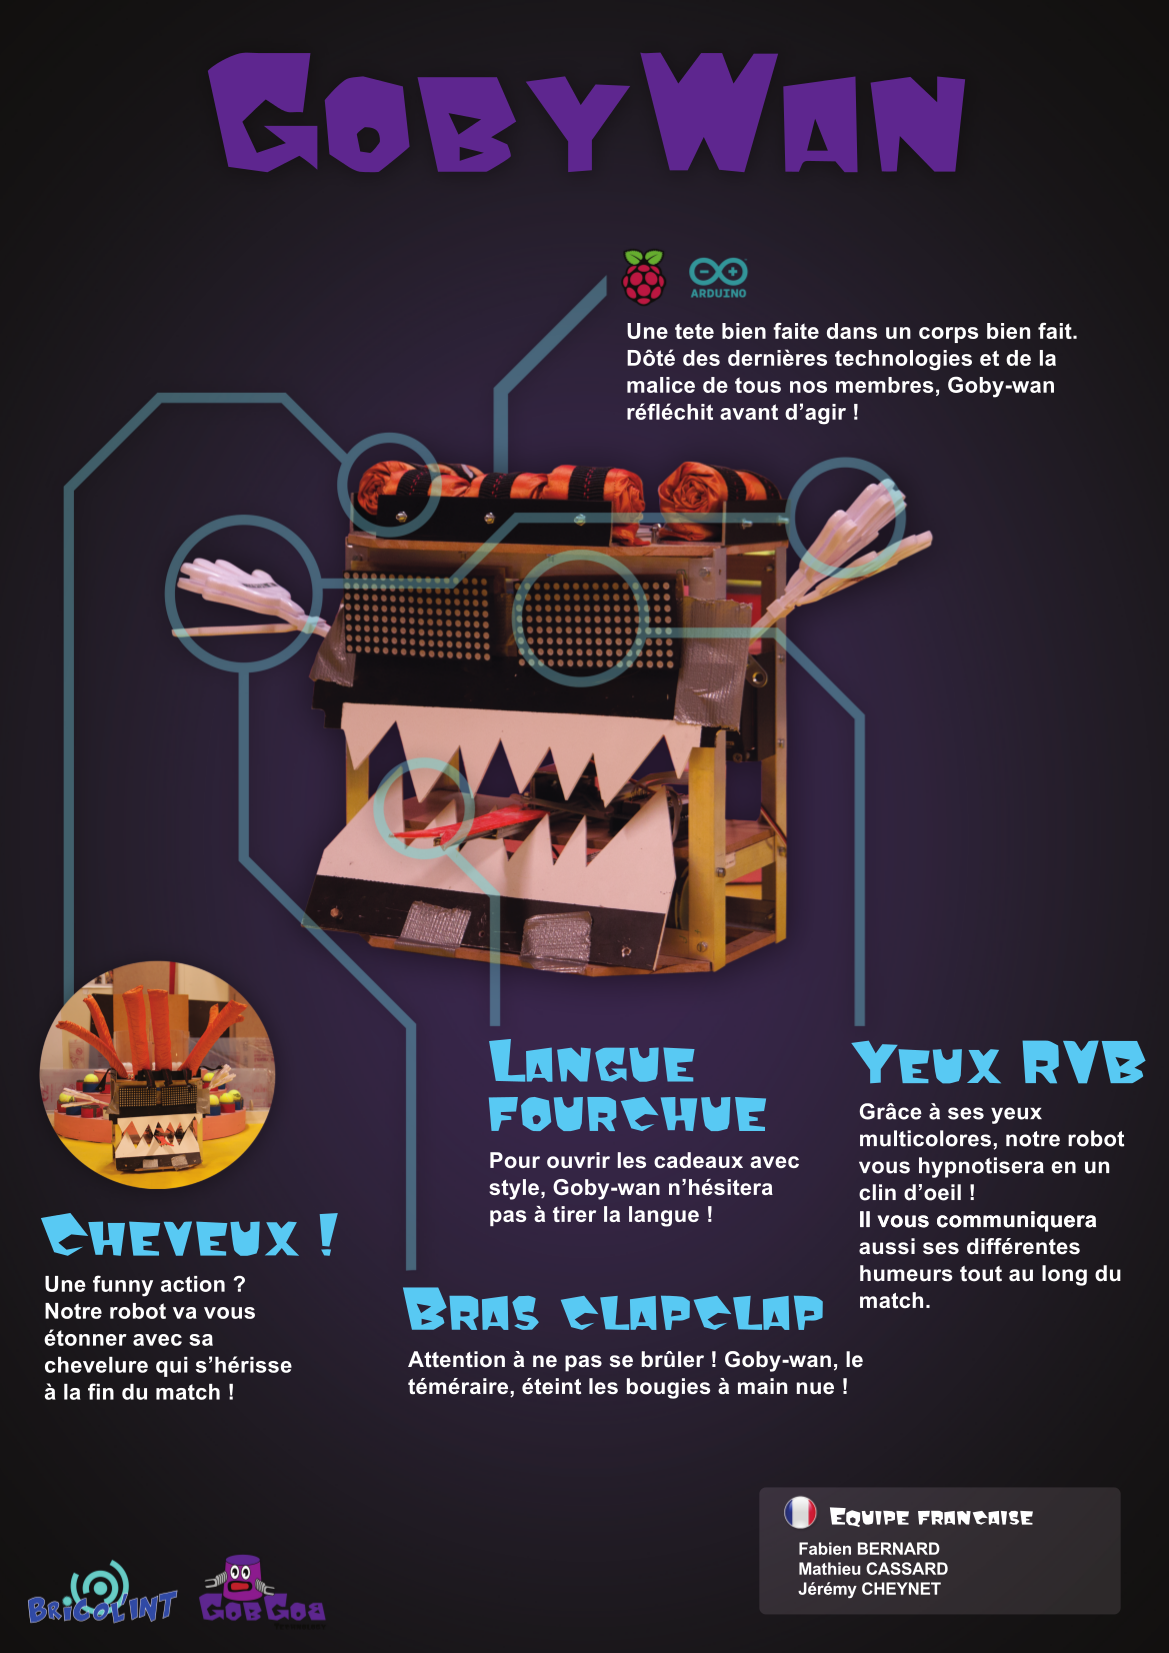 GOBYWAN
ARDUINO
Une tete bien faite dans un corps bien fait.
Dôté des dernières technologies et de la
malice de tous nos membres, Goby-wan
réfléchit avant d’agir !
LANGUE
FOURCHUE
Pour ouvrir les cadeaux avec
style, Goby-wan n’hésitera
pas à tirer la langue !
YEUX RVB
Grâce à ses yeux
multicolores, notre robot
vous hypnotisera en un
clin d’oeil !
Il vous communiquera
aussi ses différentes
humeurs tout au long du
match.
CHEVEUX !
Une funny action ?
Notre robot va vous
étonner avec sa
chevelure qui s’hérisse
à la fin du match !
BRAS CLAPCLAP
Attention à ne pas se brûler ! Goby-wan, le
téméraire, éteint les bougies à main nue !
EQUIPE FRANCAISE
Fabien BERNARD
Mathieu CASSARD
Jérémy CHEYNET
BRICOL'INT
GOBGOB